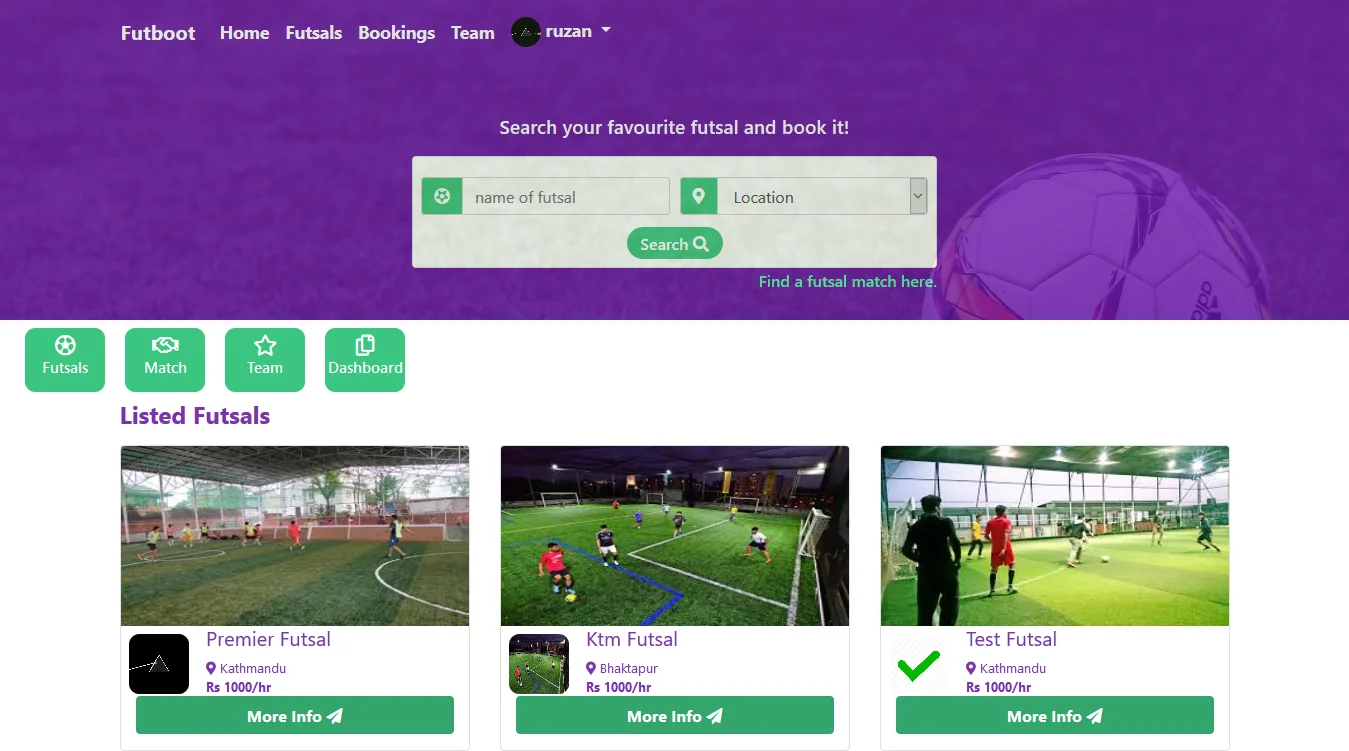 Futboot Home Futsals Bookings Team ruzan
Search your favourite futsal and book it!
name of futsal Location
Search
Find a futsal match here.
adidas
Futsals Match Team Dashboard
Listed Futsals
Premier Futsal
Kathmandu
Rs 1000/hr
More Info
Ktm Futsal
Bhaktapur
Rs 1000/hr
More Info
Test Futsal
Kathmandu
Rs 1000/hr
More Info